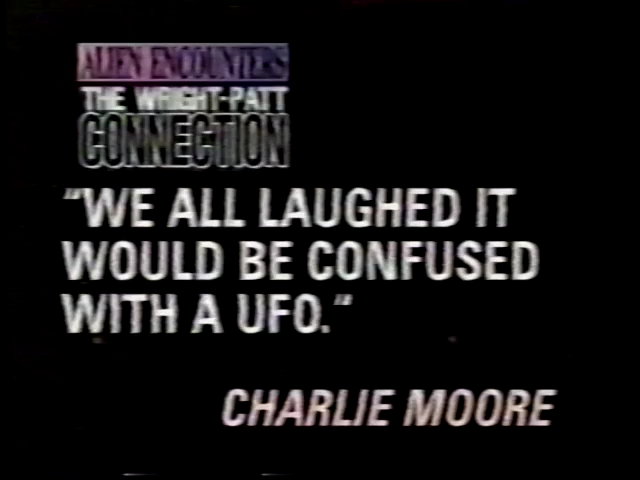 ALIEN ENCOUNTERS
THE WRIGHT-PATT
CONNECTION
"WE ALL LAUGHED IT
WOULD BE CONFUSED
WITH A UFO."
CHARLIE MOORE